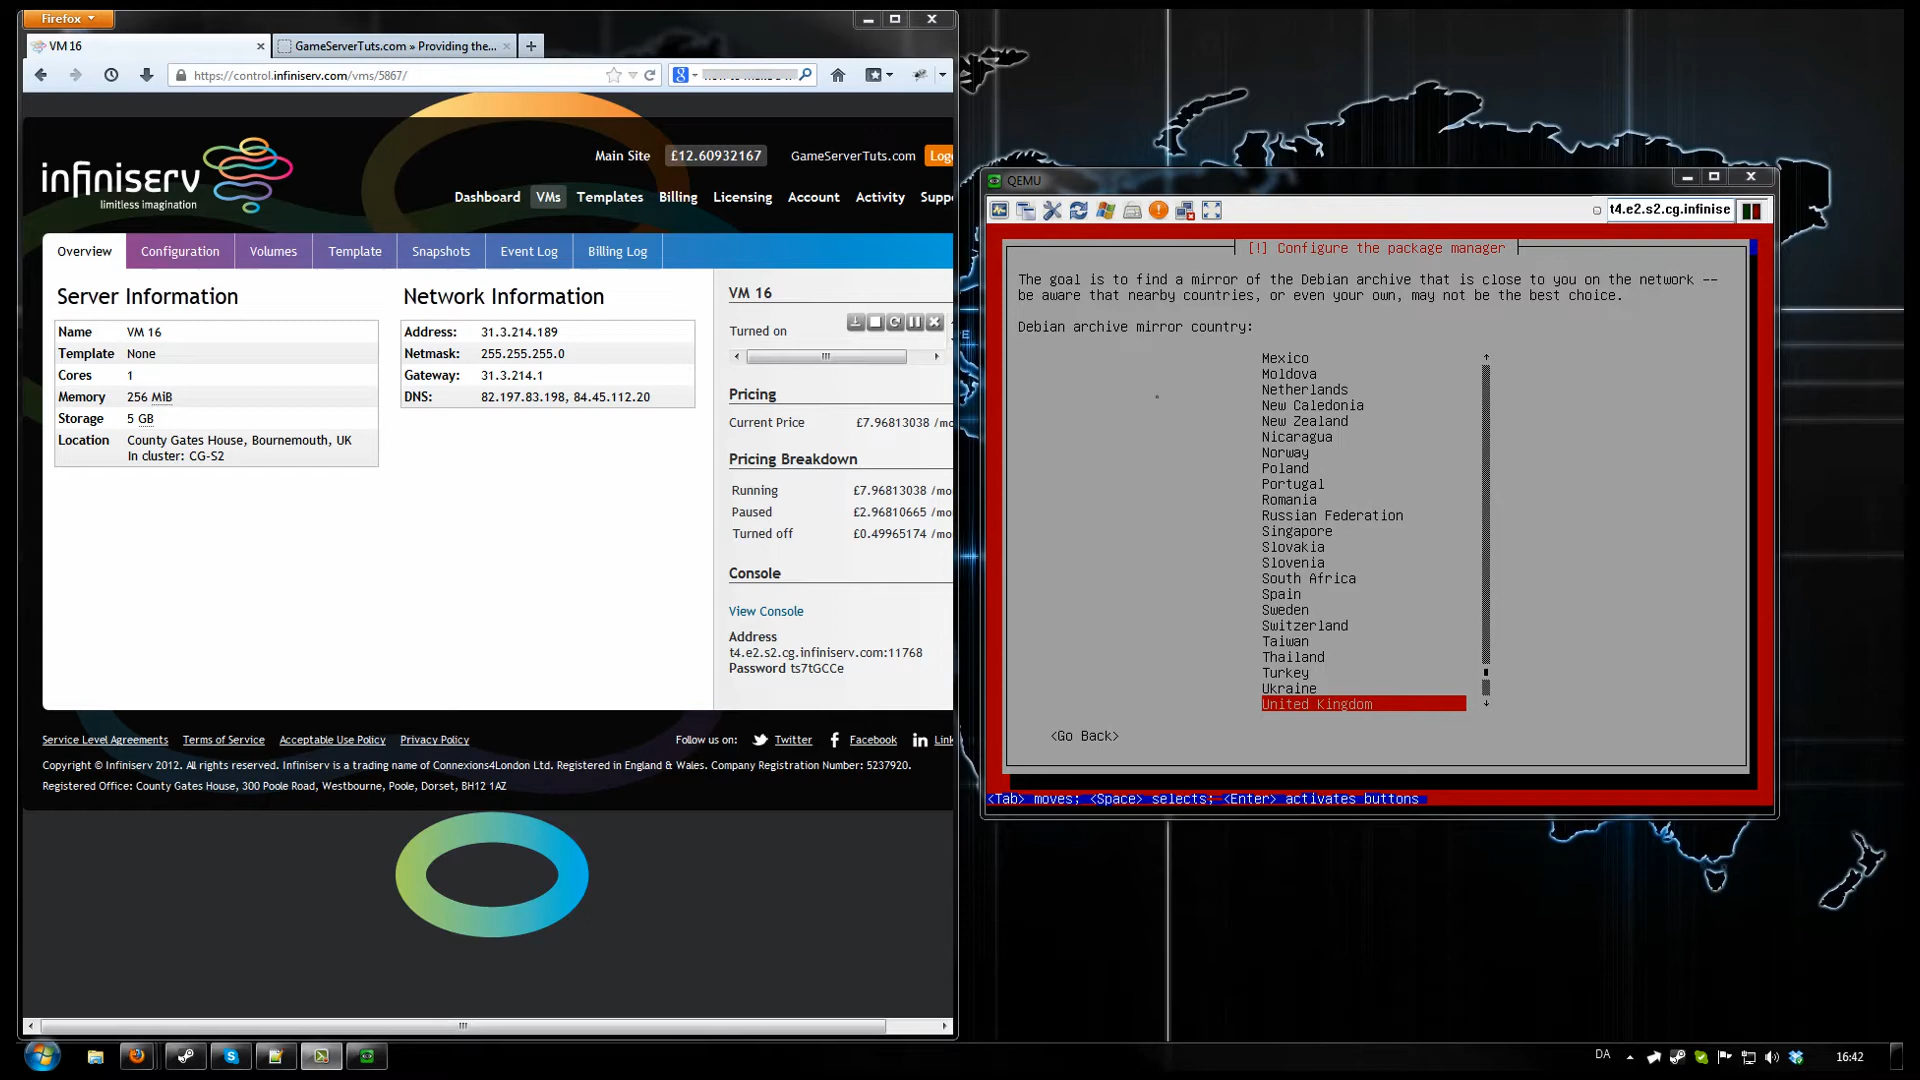 Firefox
VM 16
GameServerTuts.com » Providing the...
https://control.infiniserv.com/vms/5867/
infiniserv
limitless imagination
Main Site
£12.60932167
GameServerTuts.com
Dashboard
VMs
Templates
Billing
Licensing
Account
Activity
Supp
Overview
Configuration
Volumes
Template
Snapshots
Event Log
Billing Log
Server Information
Name VM 16
Template None
Cores 1
Memory 256 MiB
Storage 5 GB
Location County Gates House, Bournemouth, UK
In cluster: CG-S2
Network Information
Address: 31.3.214.189
Netmask: 255.255.255.0
Gateway: 31.3.214.1
DNS: 82.197.83.198, 84.45.112.20
VM 16
Turned on
Pricing
Current Price £7.96813038 /mo
Pricing Breakdown
Running £7.96813038 /mo
Paused £2.96810665 /mo
Turned off £0.49965174 /mo
Console
View Console
Address
t4.e2.s2.cg.infiniserv.com:11768
Password ts7tGCCe
Service Level Agreements
Terms of Service
Acceptable Use Policy
Privacy Policy
Follow us on:
Twitter
Facebook
Link
Copyright © Infiniserv 2012. All rights reserved. Infiniserv is a trading name of Connexions4London Ltd. Registered in England & Wales. Company Registration Number: 5237920.
Registered Office: County Gates House, 300 Poole Road, Westbourne, Poole, Dorset, BH12 1AZ
QEMU
t4.e2.s2.cg.infinise
[!] Configure the package manager
The goal is to find a mirror of the Debian archive that is close to you on the network --
be aware that nearby countries, or even your own, may not be the best choice.
Debian archive mirror country:
Mexico
Moldova
Netherlands
New Caledonia
New Zealand
Nicaragua
Norway
Poland
Portugal
Romania
Russian Federation
Singapore
Slovakia
Slovenia
South Africa
Spain
Sweden
Switzerland
Taiwan
Thailand
Turkey
Ukraine
United Kingdom
<Go Back>
<Tab> moves; <Space> selects; <Enter> activates buttons
DA
16:42